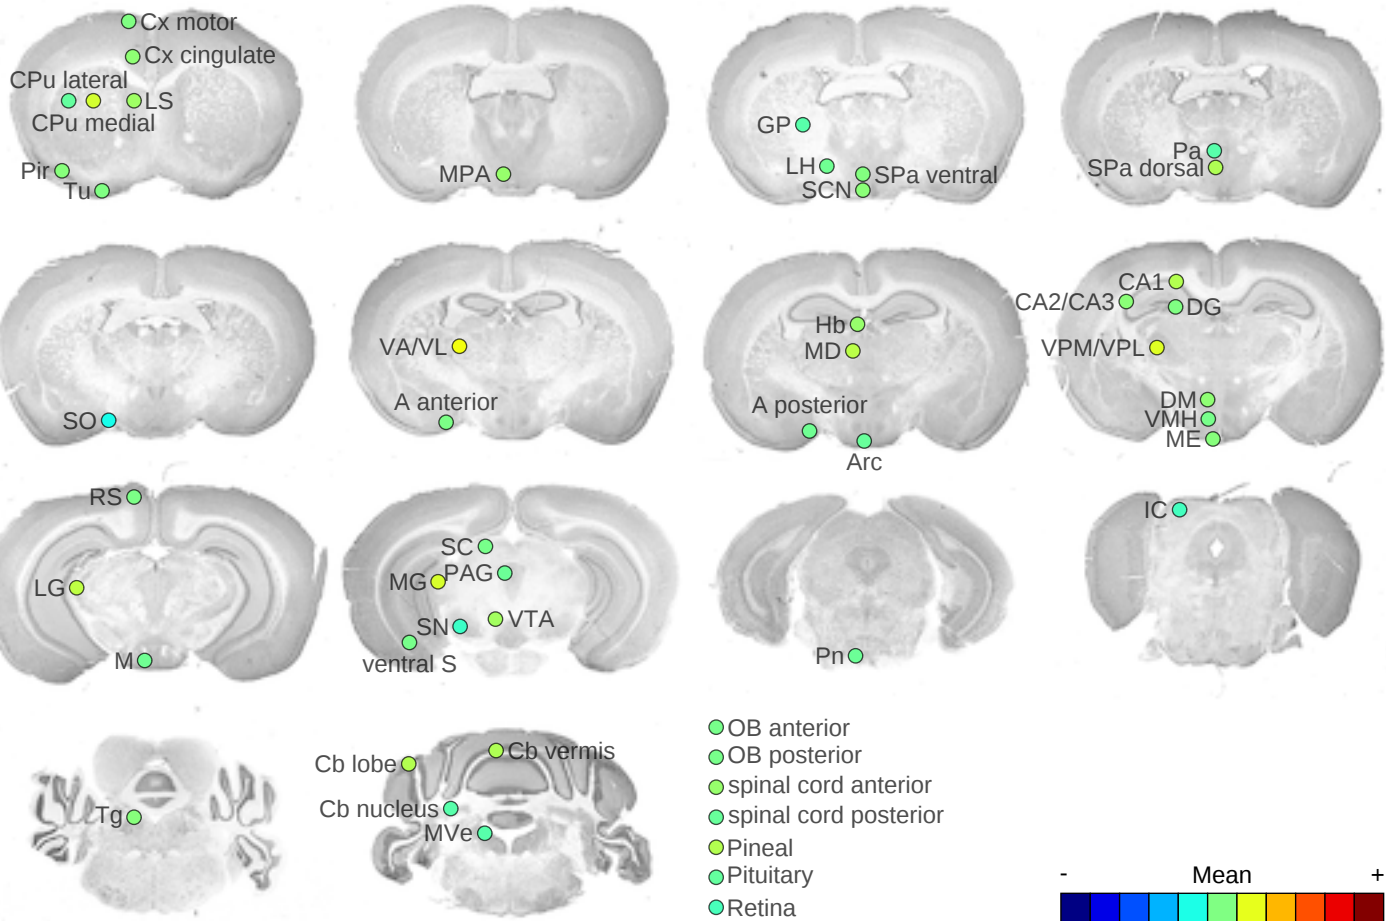 Cx motor
Cx cingulate
CPu lateral
LS
CPu medial
Pir
Tu
MPA
GP
LH
SPa ventral
SCN
Pa
SPa dorsal
SO
VA/VL
A anterior
Hb
MD
A posterior
Arc
CA1
CA2/CA3
DG
VPM/VPL
DM
VMH
ME
RS
LG
M
SC
PAG
MG
VTA
SN
ventral S
Pn
IC
Tg
Cb lobe
Cb vermis
Cb nucleus
MVe
OB anterior
OB posterior
spinal cord anterior
spinal cord posterior
Pineal
Pituitary
Retina
- Mean +